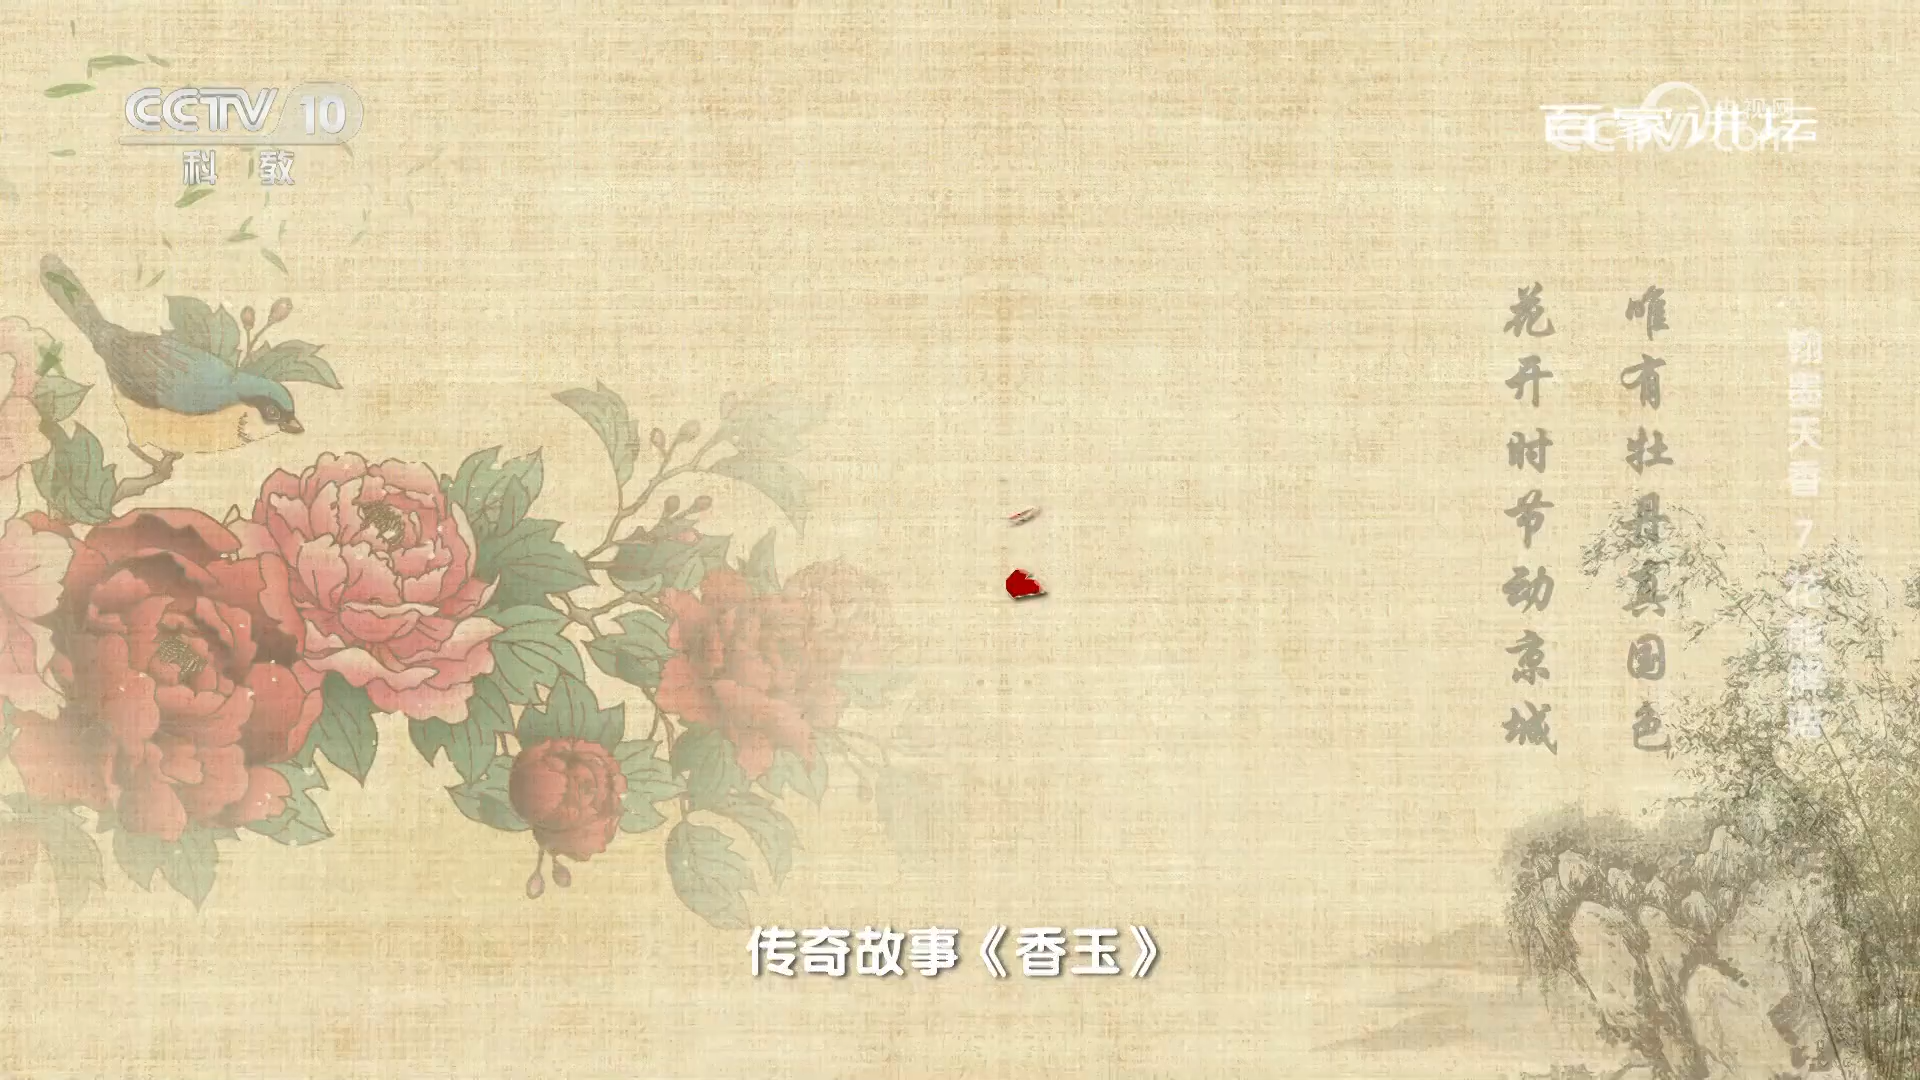 CCTV 10
科 教
百家讲坛
唯有牡丹真国色
花开时节动京城
传奇故事《香玉》